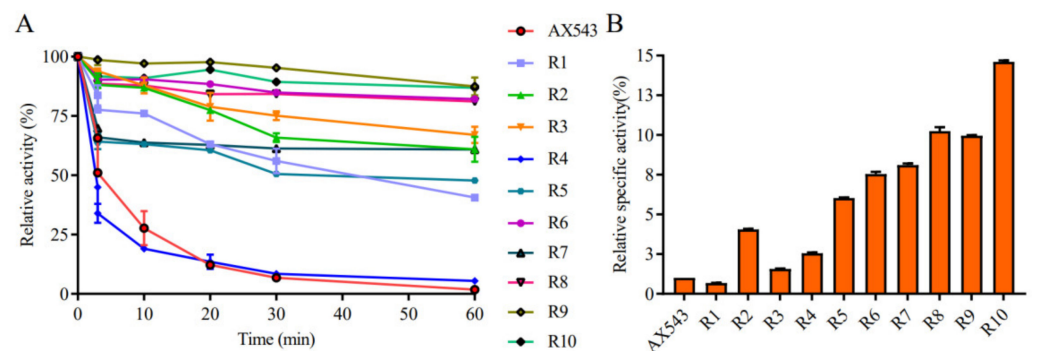 A
Relative activity (%)
100
75
50
25
0
0
10
20
30
40
50
60
Time (min)
AX543
R1
R2
R3
R4
R5
R6
R7
R8
R9
R10
B
Relative specific activity(%)
15
13
10
8
5
3
0
AX543
R1
R2
R3
R4
R5
R6
R7
R8
R9
R10